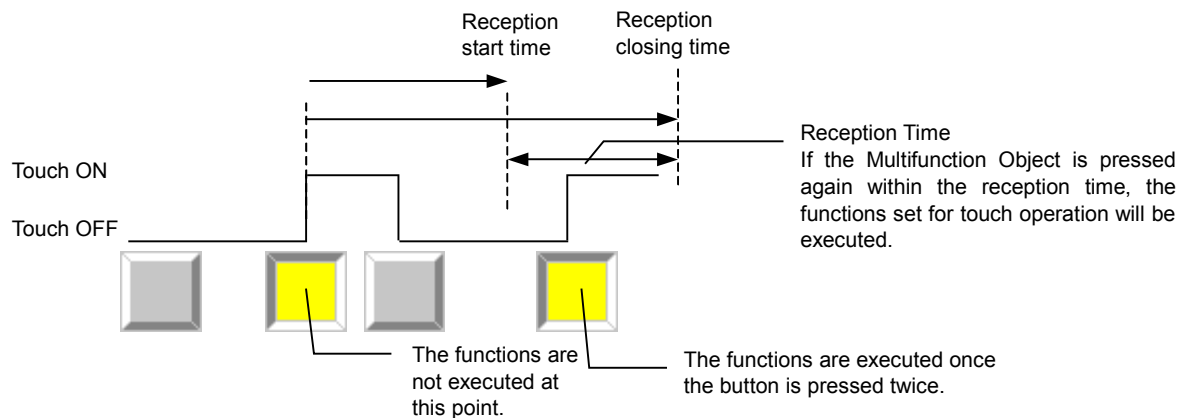 Reception
start time
Reception
closing time
Reception Time
If the Multifunction Object is pressed
again within the reception time, the
functions set for touch operation will be
executed.
Touch ON
Touch OFF
The functions are
not executed at
this point.
The functions are executed once
the button is pressed twice.